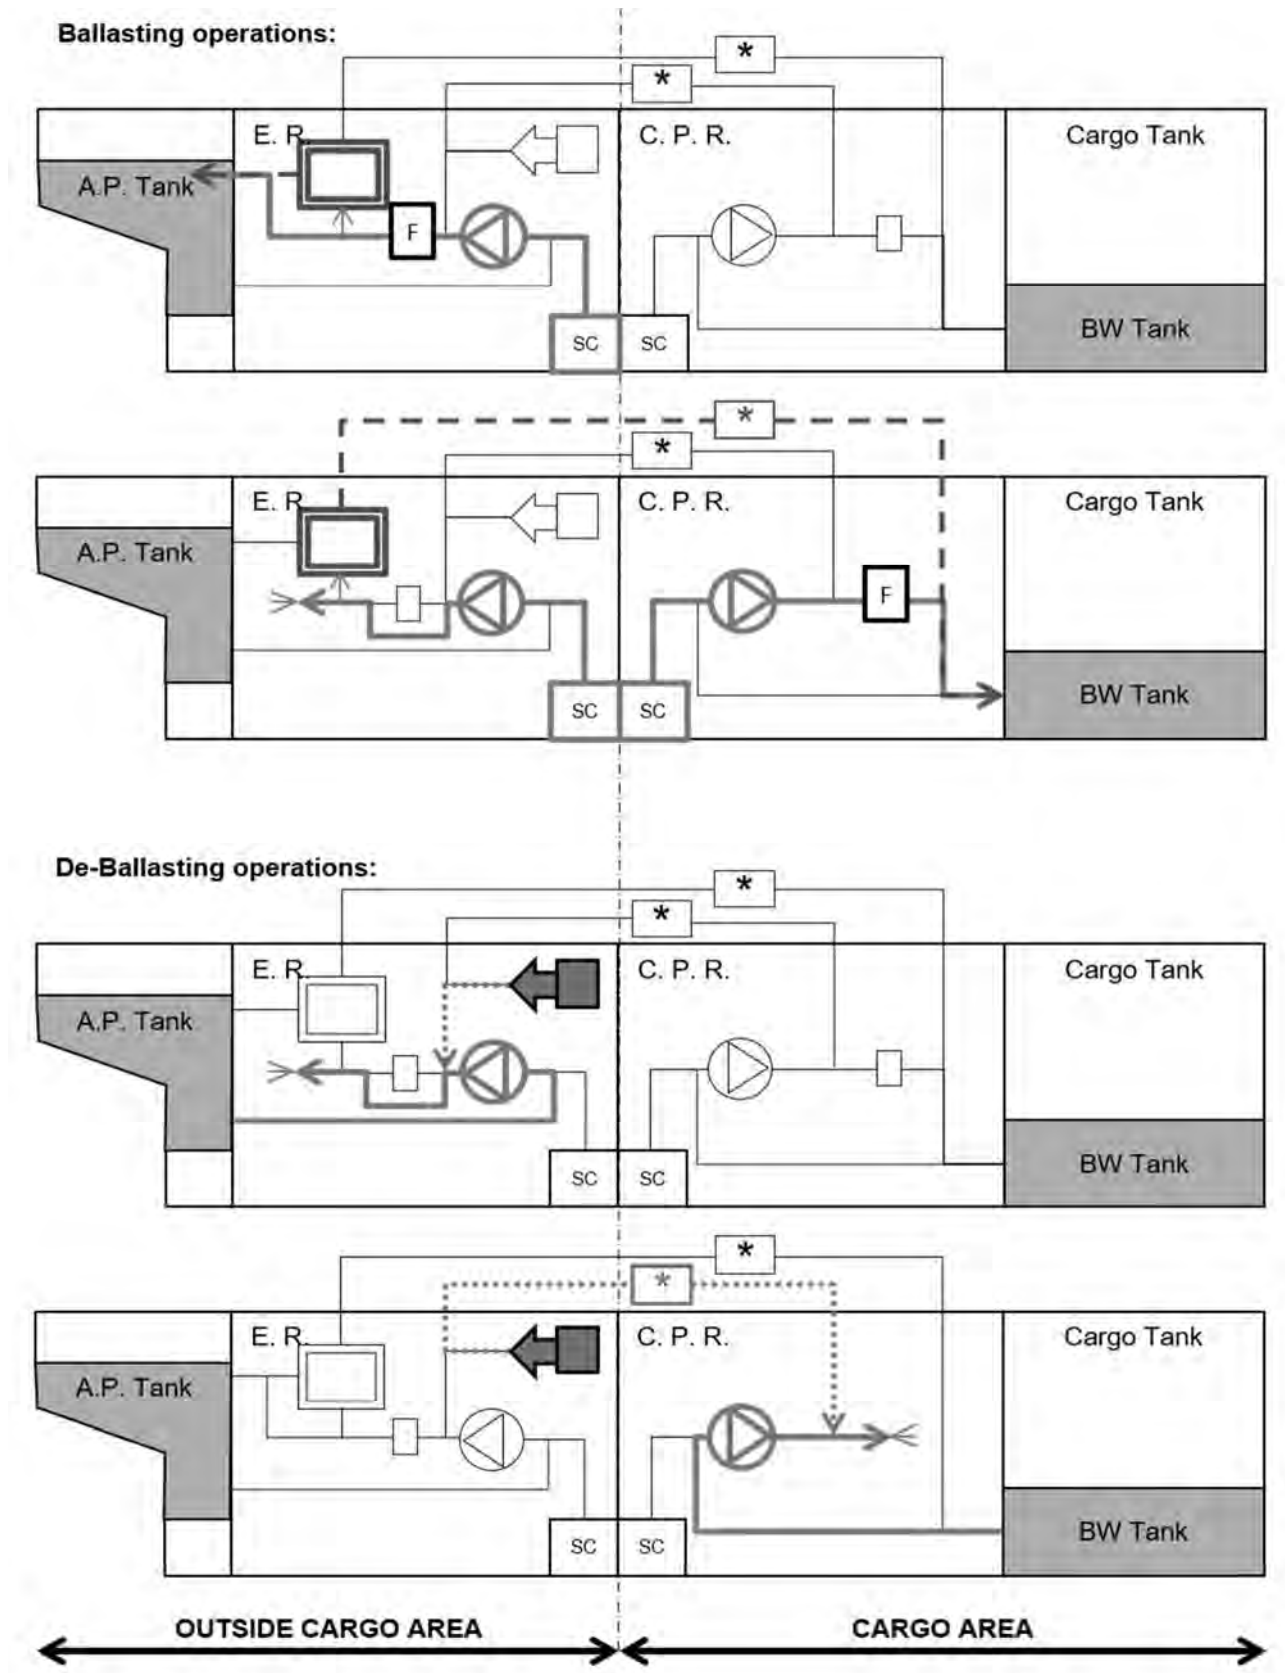 Ballasting operations:
*
*
E. R.
C. P. R.
Cargo Tank
A.P. Tank
F
SC
SC
BW Tank
*
*
E. R.
C. P. R.
Cargo Tank
A.P. Tank
F
SC
SC
BW Tank
De-Ballasting operations:
*
*
E. R.
C. P. R.
Cargo Tank
A.P. Tank
SC
SC
BW Tank
*
*
E. R.
C. P. R.
Cargo Tank
A.P. Tank
SC
SC
BW Tank
OUTSIDE CARGO AREA
CARGO AREA